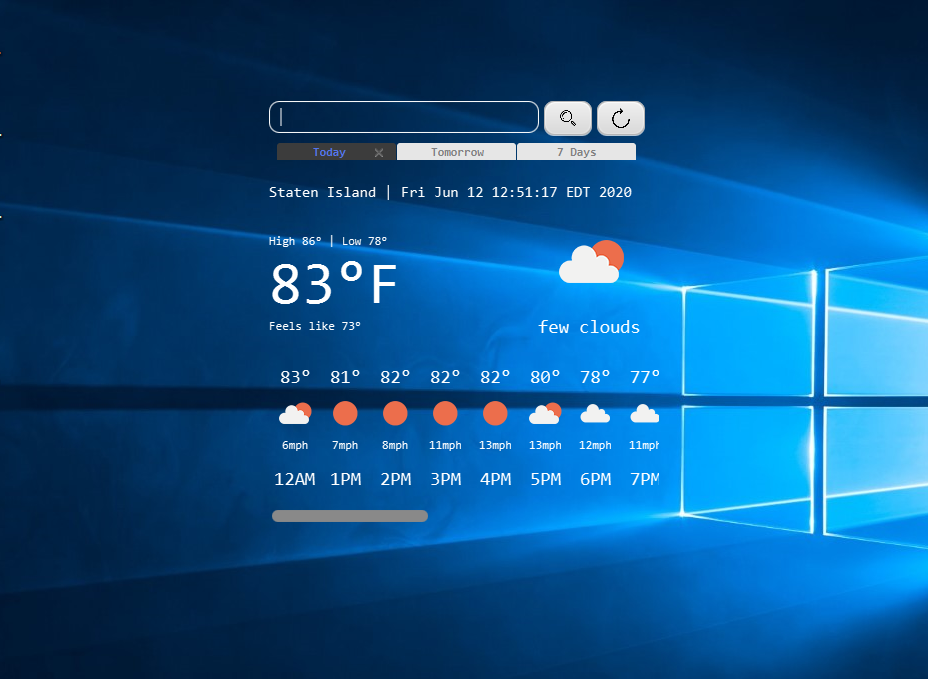 Today Tomorrow 7 Days
Staten Island | Fri Jun 12 12:51:17 EDT 2020
High 86° | Low 78°
83°F
Feels like 73°
few clouds
83° 81° 82° 82° 82° 80° 78° 77°
6mph 7mph 8mph 11mph 13mph 13mph 12mph 11mph
12AM 1PM 2PM 3PM 4PM 5PM 6PM 7PM